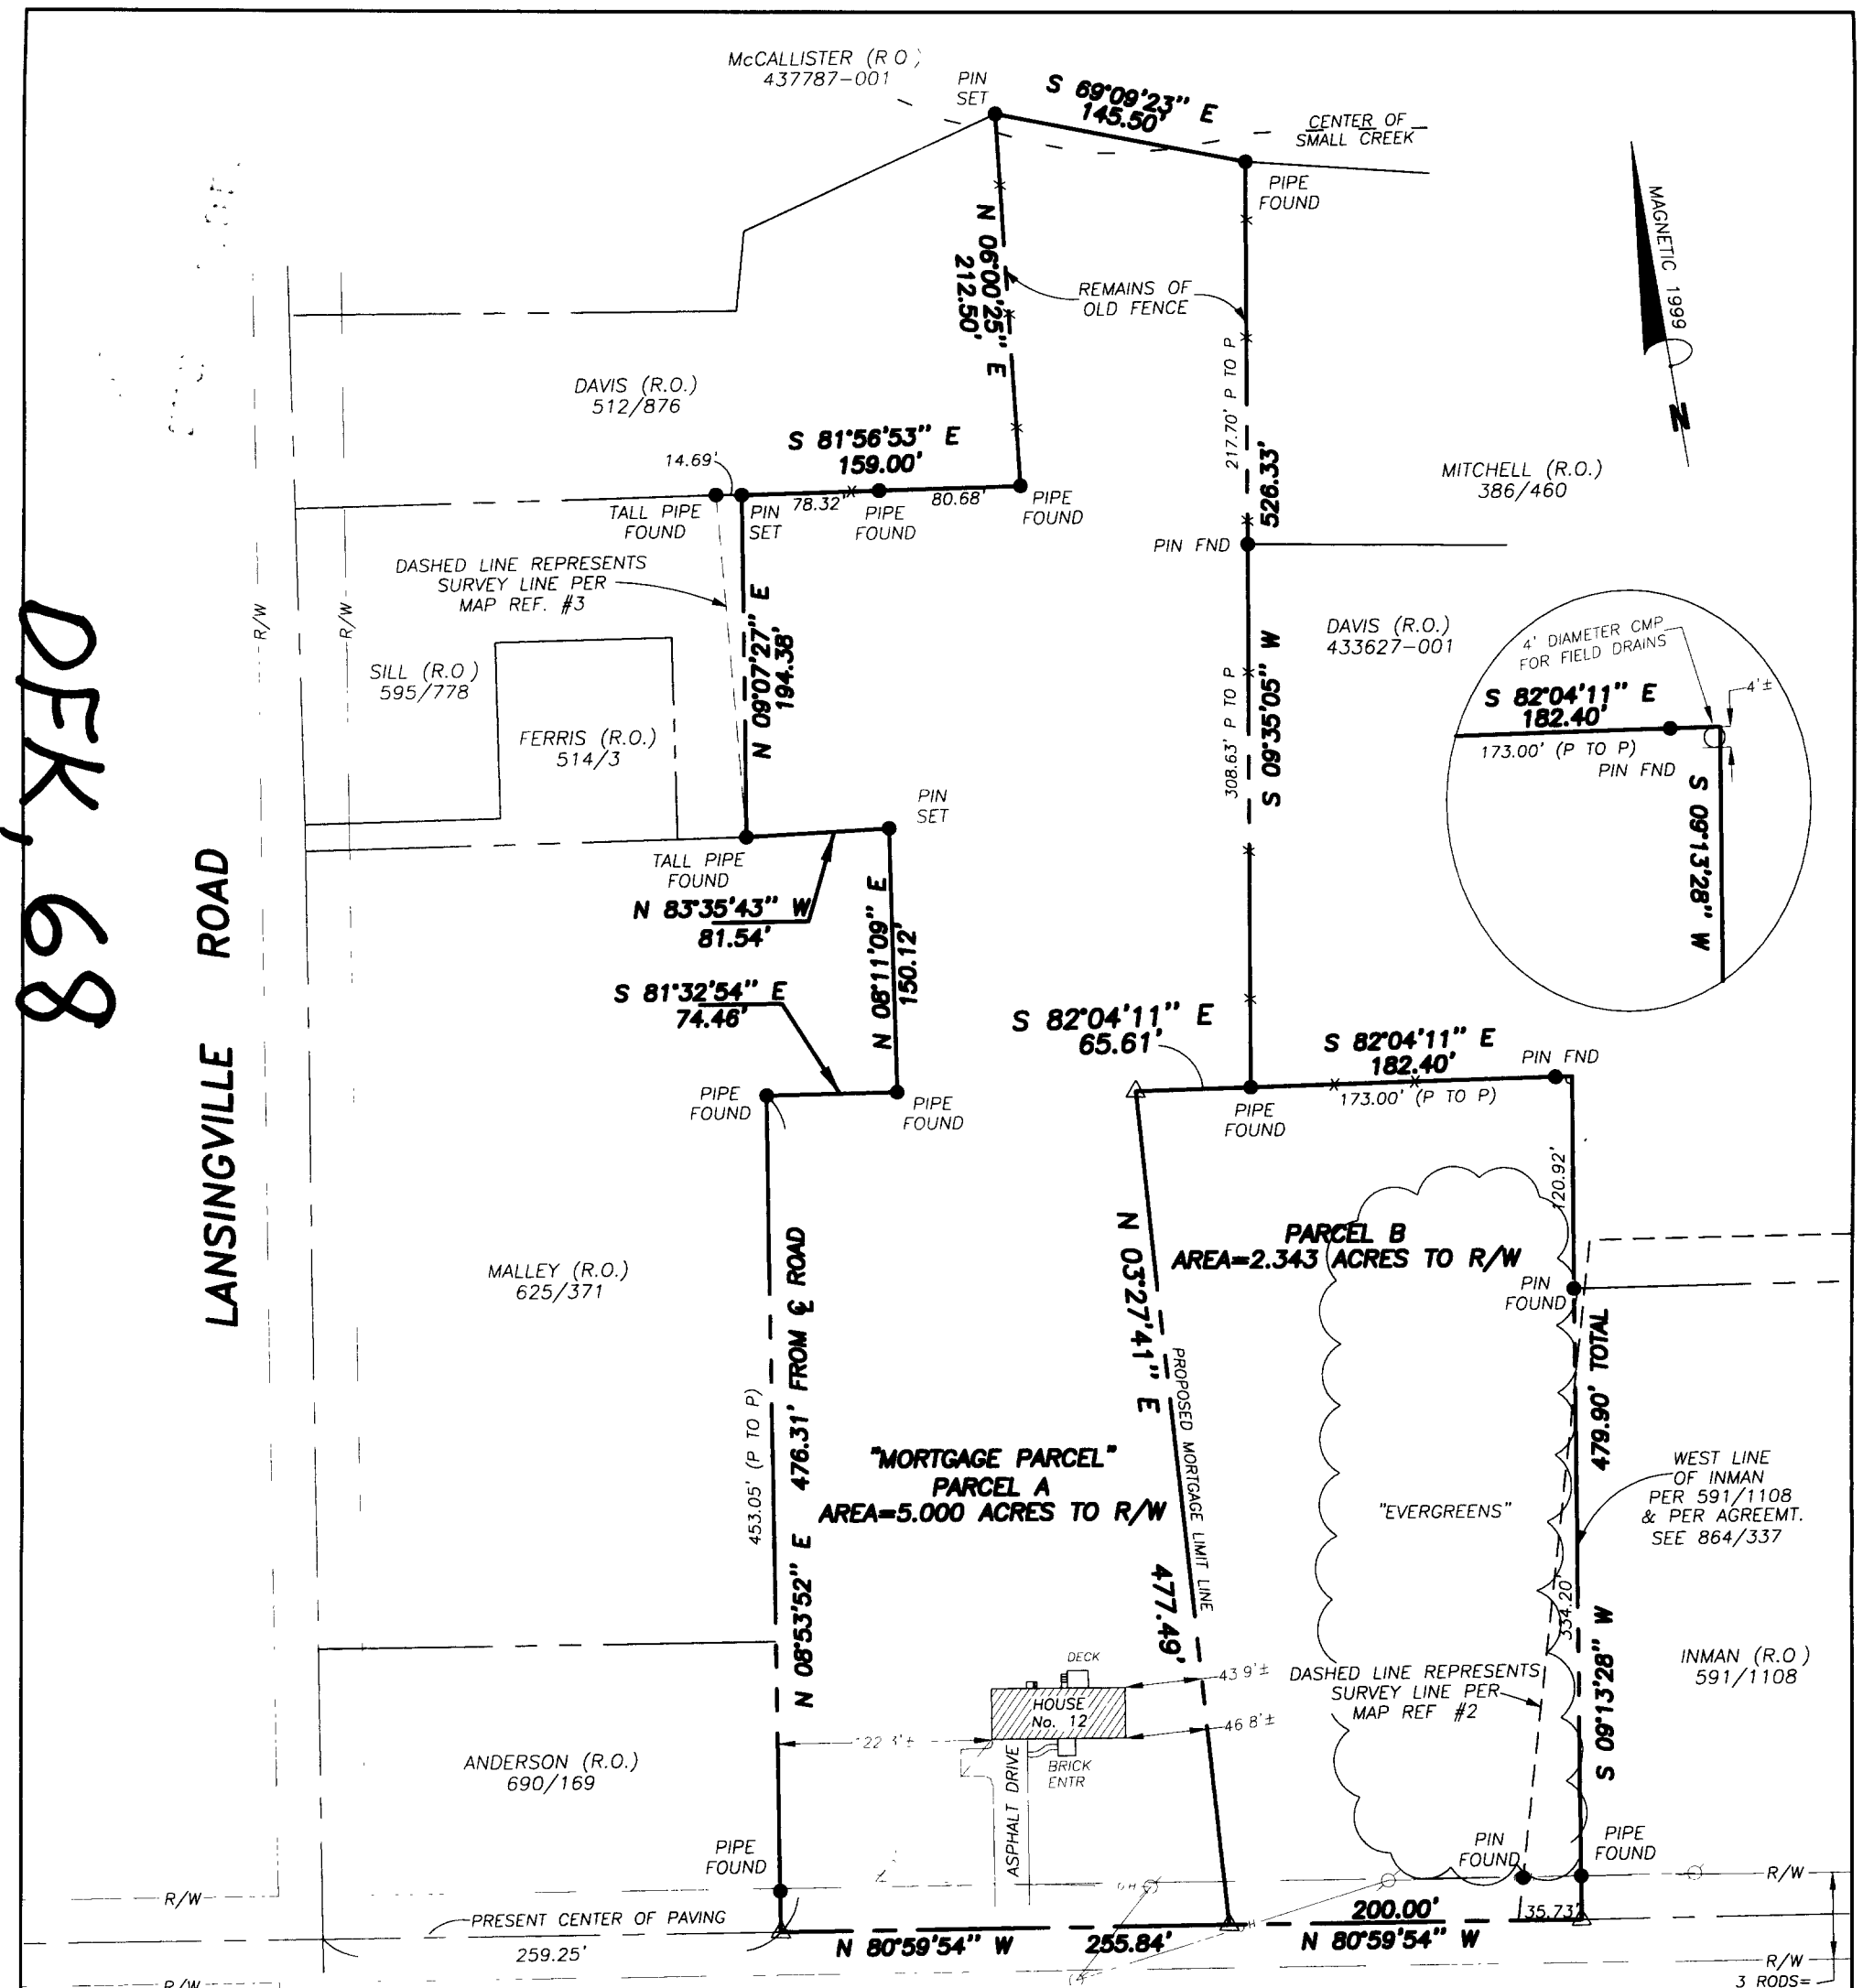 McCALLISTER (R O )
437787-001
PIN
SET
S 69°09'23" E
145.50'
CENTER OF
SMALL CREEK
PIPE
FOUND
MAGNETIC 1999
N
N 06°00'25" E
212.50'
REMAINS OF
OLD FENCE
217.70' P TO P
526.33'
DAVIS (R.O.)
512/876
S 81°56'53" E
159.00'
14.69'
78.32'
80.68'
TALL PIPE
FOUND
PIN
SET
PIPE
FOUND
PIPE
FOUND
MITCHELL (R.O.)
386/460
PIN FND
DASHED LINE REPRESENTS
SURVEY LINE PER
MAP REF. #3
R/W
R/W
N 09°07'27" E
194.38'
SILL (R.O )
595/778
FERRIS (R.O.)
514/3
308.63' P TO P
S 09°35'05" W
DAVIS (R.O.)
433627-001
4' DIAMETER CMP
FOR FIELD DRAINS
S 82°04'11" E
182.40'
4'±
173.00' (P TO P)
PIN FND
S 09°13'28" W
DFK, 68
LANSINGVILLE ROAD
PIN
SET
TALL PIPE
FOUND
N 83°35'43" W
81.54'
N 08°11'09" E
150.12'
S 81°32'54" E
74.46'
PIPE
FOUND
PIPE
FOUND
S 82°04'11" E
65.61'
S 82°04'11" E
182.40'
PIN FND
173.00' (P TO P)
PIPE
FOUND
120.92'
PARCEL B
AREA=2.343 ACRES TO R/W
PIN
FOUND
MALLEY (R.O.)
625/371
453.05' (P TO P)
N 08°53'52" E 476.31' FROM ℄ ROAD
N 03°27'41" E
477.49'
PROPOSED MORTGAGE LIMIT LINE
479.90' TOTAL
"MORTGAGE PARCEL"
PARCEL A
AREA=5.000 ACRES TO R/W
"EVERGREENS"
WEST LINE
OF INMAN
PER 591/1108
& PER AGREEMT.
SEE 864/337
334.20'
S 09°13'28" W
INMAN (R.O )
591/1108
DECK
HOUSE
No. 12
43 9'±
46 8'±
DASHED LINE REPRESENTS
SURVEY LINE PER
MAP REF #2
BRICK
ENTR
ASPHALT DRIVE
ANDERSON (R.O.)
690/169
PIPE
FOUND
PIN
FOUND
PIPE
FOUND
R/W
R/W
PRESENT CENTER OF PAVING
259.25'
N 80°59'54" W
255.84'
200.00'
N 80°59'54" W
35.73'
R/W
R/W
3 RODS=